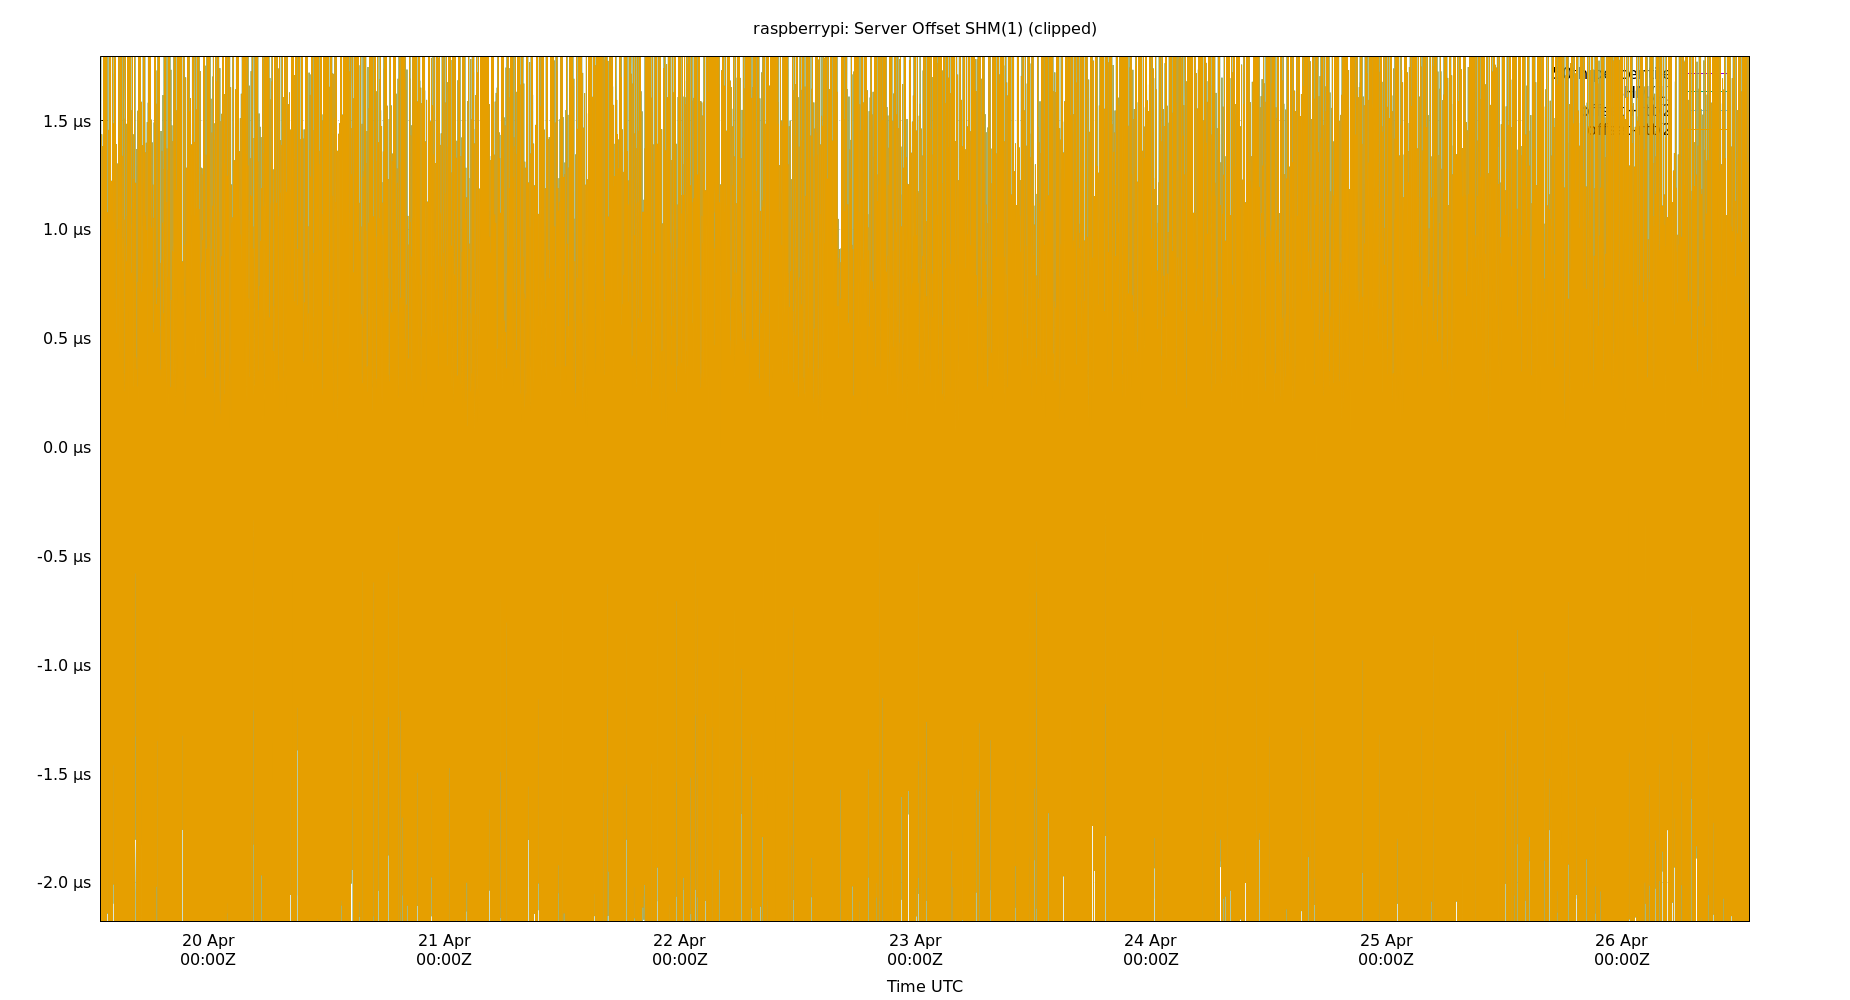 raspberrypi: Server Offset SHM(1) (clipped)
1.5 µs
1.0 µs
0.5 µs
0.0 µs
-0.5 µs
-1.0 µs
-1.5 µs
-2.0 µs
20 Apr 21 Apr 22 Apr 23 Apr 24 Apr 25 Apr 26 Apr
00:00Z 00:00Z 00:00Z 00:00Z 00:00Z 00:00Z 00:00Z
Time UTC